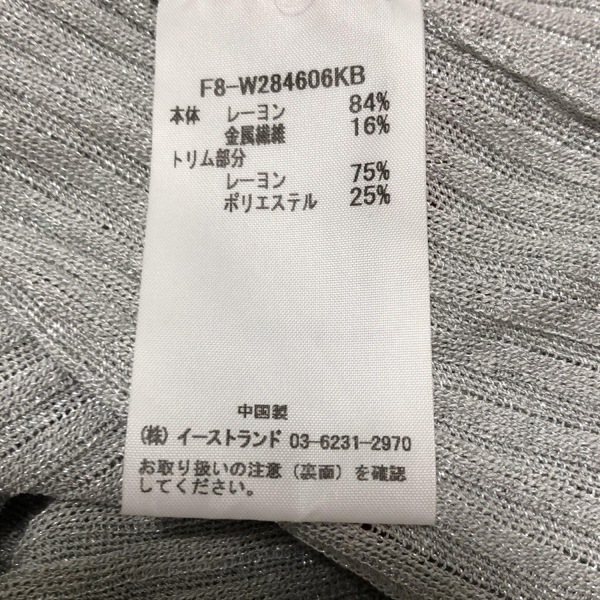 F8-W284606KB
本体 レーヨン 84%
金属繊維 16%
トリム部分
レーヨン 75%
ポリエステル 25%
中国製
(株) イーストランド 03-6231-2970
お取り扱いの注意 (裏面) を確認
してください。